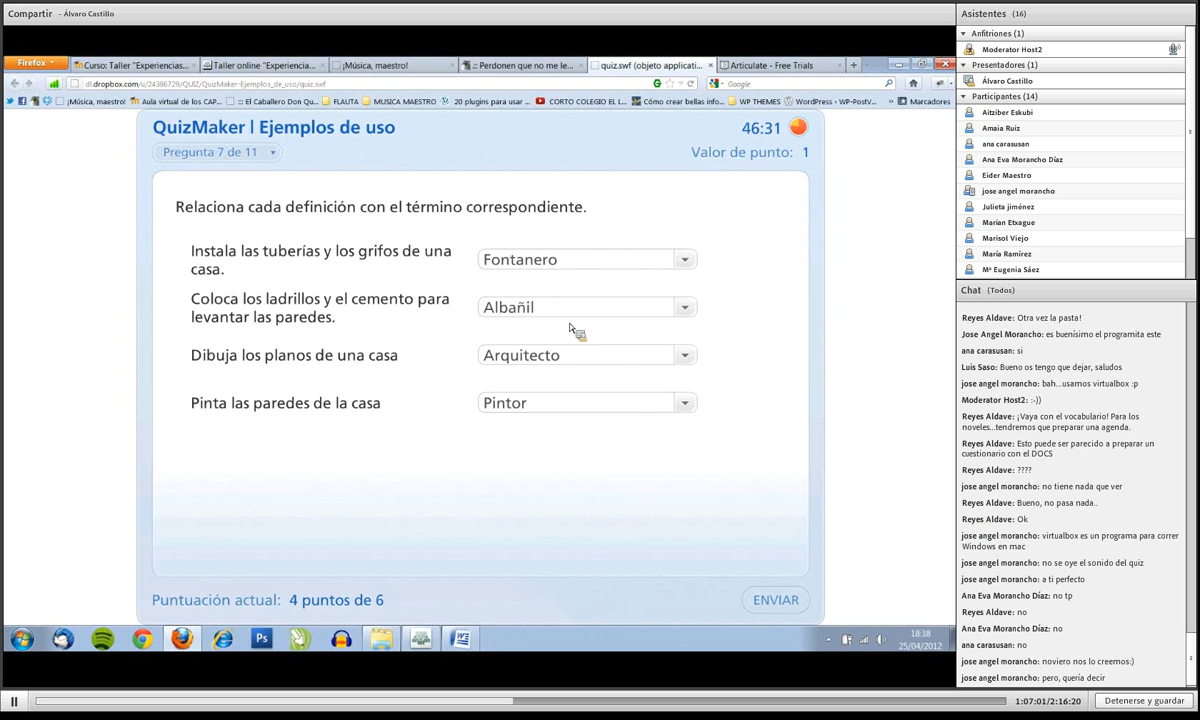 Compartir - Álvaro Castillo
Firefox
Curso: Taller "Experiencias...
Taller online "Experiencia...
¡Música, maestro!
:: Perdonen que no me le...
quiz.swf (objeto applicati...
Articulate - Free Trials
dl.dropbox.com/u/24386729/QUIZ/QuizMaker-Ejemplos_de_uso/quiz.swf
Google
¡Música, maestro!
Aula virtual de los CAP...
El Caballero Don Qu...
FLAUTA
MUSICA MAESTRO
20 plugins para usar ...
CORTO COLEGIO EL L...
Cómo crear bellas info...
WP THEMES
WordPress › WP-PostV...
Marcadores
QuizMaker | Ejemplos de uso
46:31
Pregunta 7 de 11
Valor de punto: 1
Relaciona cada definición con el término correspondiente.
Instala las tuberías y los grifos de una
casa.
Fontanero
Coloca los ladrillos y el cemento para
levantar las paredes.
Albañil
Dibuja los planos de una casa
Arquitecto
Pinta las paredes de la casa
Pintor
Puntuación actual: 4 puntos de 6
ENVIAR
Ps
18:38
25/04/2012
Asistentes (16)
Anfitriones (1)
Moderator Host2
Presentadores (1)
Álvaro Castillo
Participantes (14)
Aitziber Eskubi
Amaia Ruiz
ana carasusan
Ana Eva Morancho Díaz
Eider Maestro
jose angel morancho
Julieta jiménez
Marian Etxague
Marisol Viejo
María Ramírez
Mª Eugenia Sáez
Chat (Todos)
Reyes Aldave: Otra vez la pasta!
Jose Angel Morancho: es buenísimo el programita este
ana carasusan: si
Luis Saso: Bueno os tengo que dejar, saludos
jose angel morancho: bah...usamos virtualbox :p
Moderator Host2: :-))
Reyes Aldave: ¡Vaya con el vocabulario! Para los
noveles...tendremos que preparar una agenda.
Reyes Aldave: Esto puede ser parecido a preparar un
cuestionario con el DOCS
Reyes Aldave: ????
jose angel morancho: no tiene nada que ver
Reyes Aldave: Bueno, no pasa nada..
Reyes Aldave: Ok
jose angel morancho: virtualbox es un programa para correr
Windows en mac
jose angel morancho: no se oye el sonido del quiz
jose angel morancho: a ti perfecto
Ana Eva Morancho Díaz: no tp
Reyes Aldave: no
Ana Eva Morancho Díaz: no
ana carasusan: no
jose angel morancho: noviero nos lo creemos:)
jose angel morancho: pero, quería decir
1:07:01/2:16:20
Detenerse y guardar